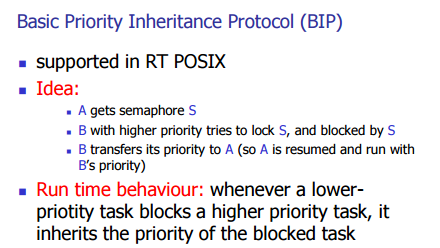 Basic Priority Inheritance Protocol (BIP)
supported in RT POSIX
Idea:
A gets semaphore S
B with higher priority tries to lock S, and blocked by S
B transfers its priority to A (so A is resumed and run with
B's priority)
Run time behaviour: whenever a lower-
priotity task blocks a higher priority task, it
inherits the priority of the blocked task